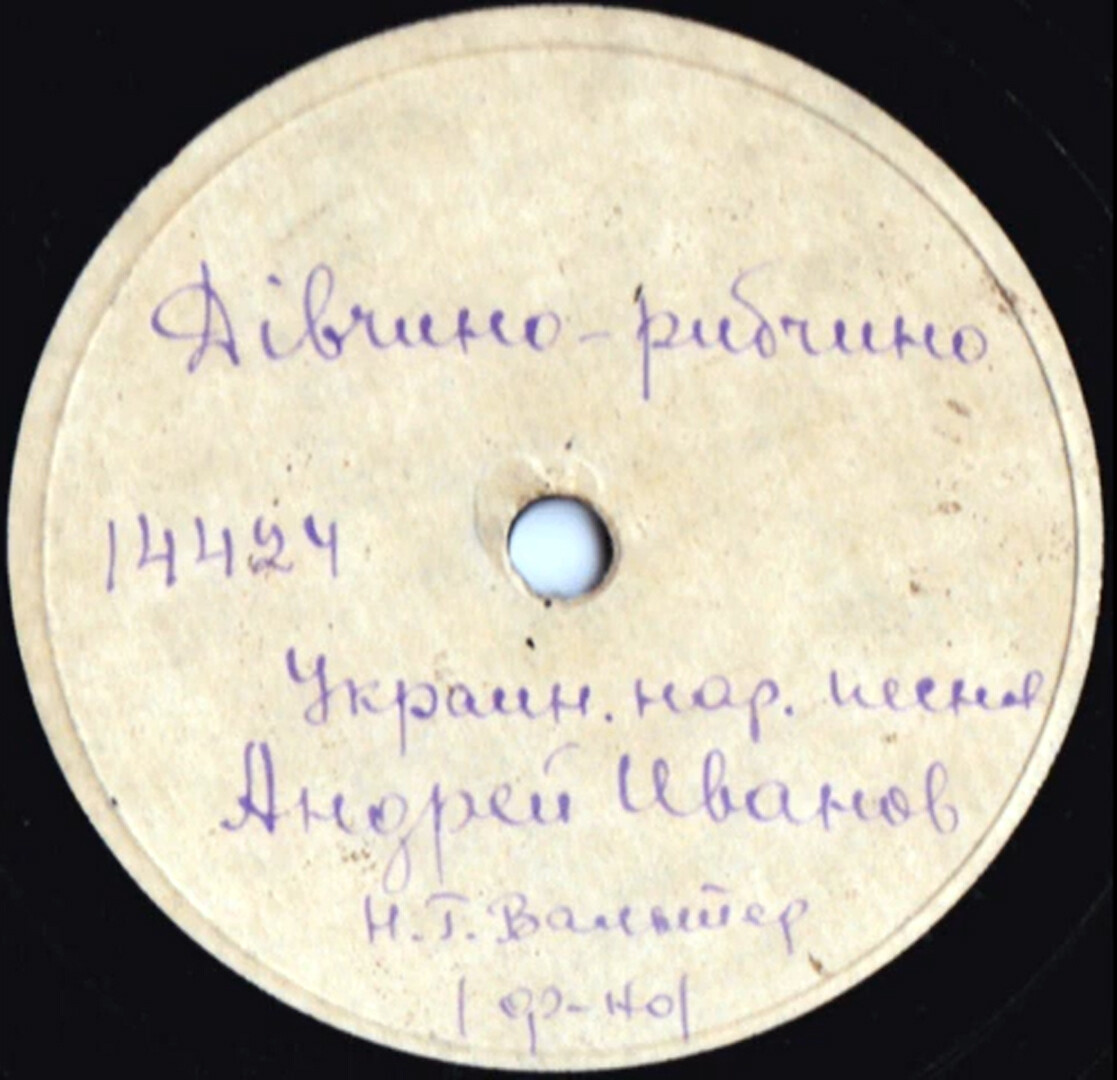 Дівчино-рибчино
14424
Украин. нар. песня
Андрей Иванов
Н.Г. Вальтер
/ ф-но/